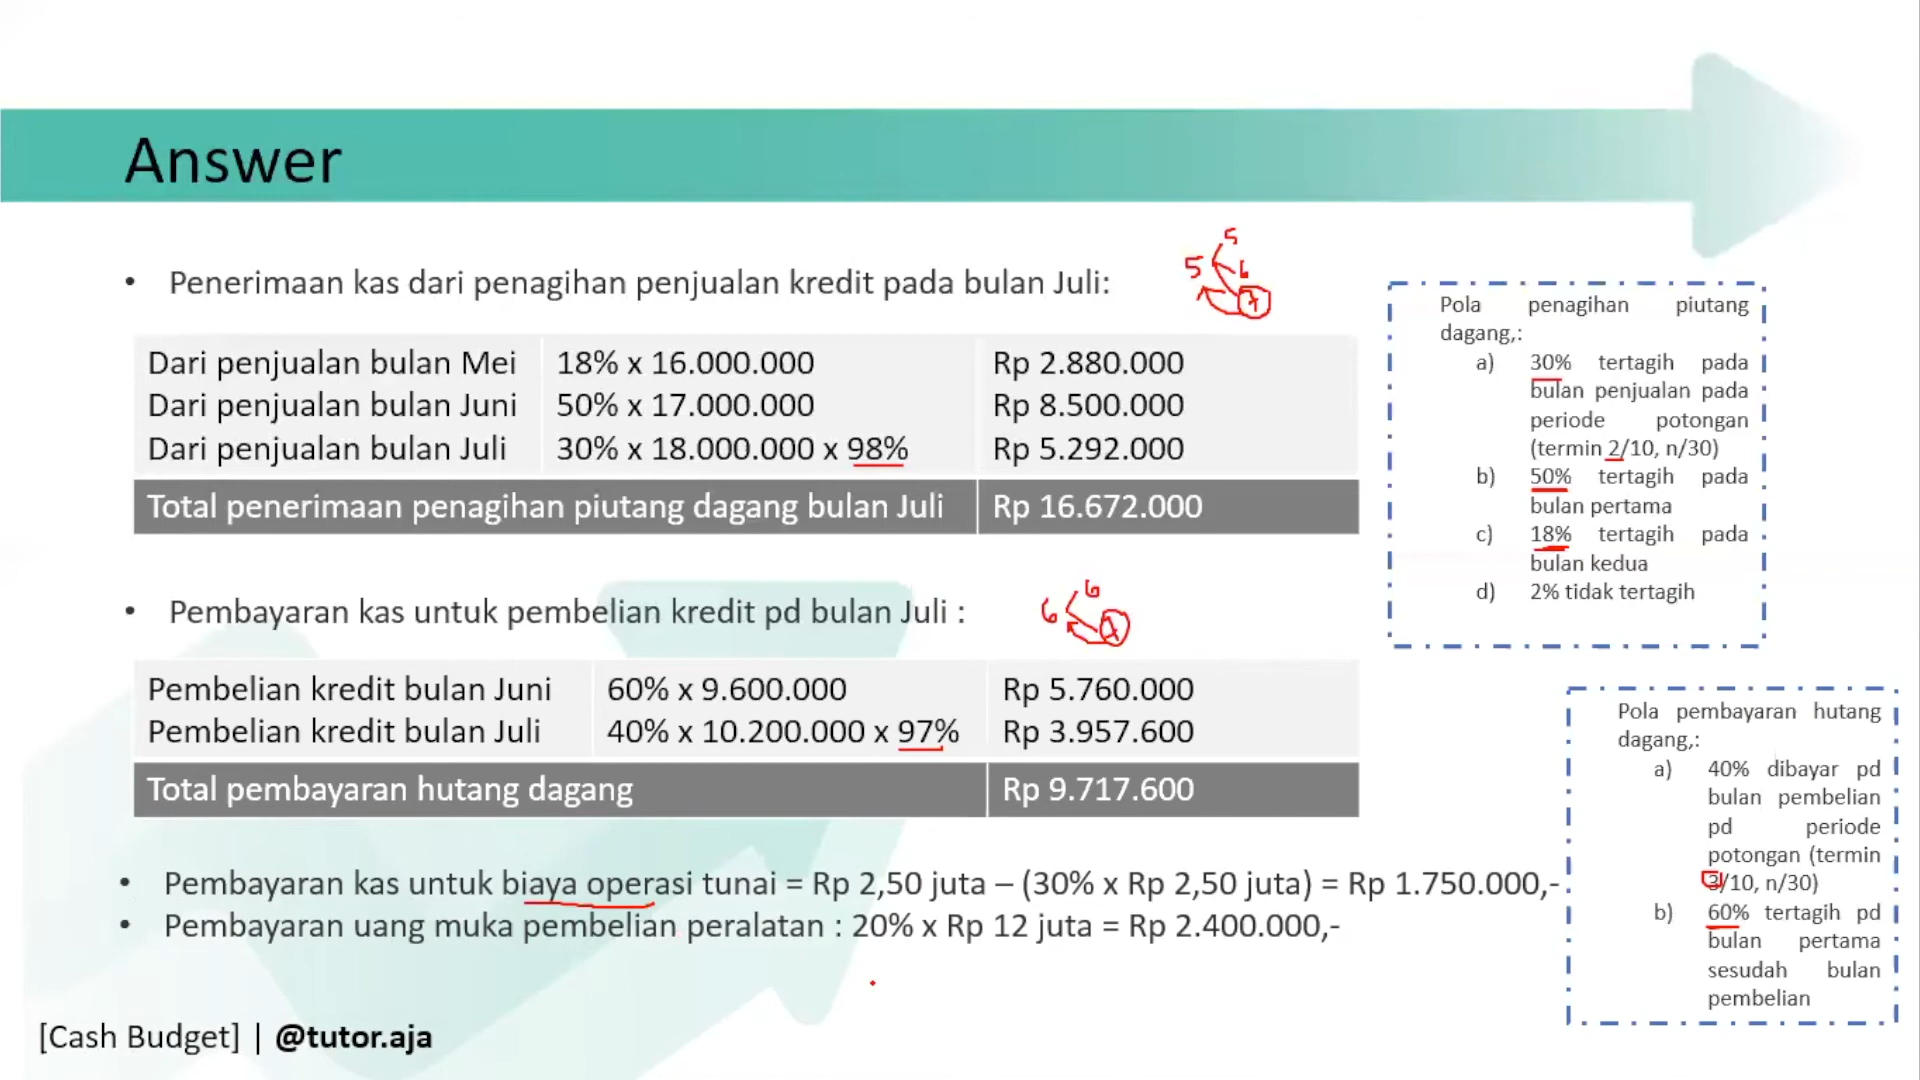 Answer
• Penerimaan kas dari penagihan penjualan kredit pada bulan Juli:
5
5 6
7
Dari penjualan bulan Mei 18% x 16.000.000 Rp 2.880.000
Dari penjualan bulan Juni 50% x 17.000.000 Rp 8.500.000
Dari penjualan bulan Juli 30% x 18.000.000 x 98% Rp 5.292.000
Total penerimaan penagihan piutang dagang bulan Juli Rp 16.672.000
• Pembayaran kas untuk pembelian kredit pd bulan Juli :
6
6
7
Pembelian kredit bulan Juni 60% x 9.600.000 Rp 5.760.000
Pembelian kredit bulan Juli 40% x 10.200.000 x 97% Rp 3.957.600
Total pembayaran hutang dagang Rp 9.717.600
• Pembayaran kas untuk biaya operasi tunai = Rp 2,50 juta – (30% x Rp 2,50 juta) = Rp 1.750.000,-
• Pembayaran uang muka pembelian peralatan : 20% x Rp 12 juta = Rp 2.400.000,-
Pola penagihan piutang
dagang,:
a) 30% tertagih pada
bulan penjualan pada
periode potongan
(termin 2/10, n/30)
b) 50% tertagih pada
bulan pertama
c) 18% tertagih pada
bulan kedua
d) 2% tidak tertagih
Pola pembayaran hutang
dagang,:
a) 40% dibayar pd
bulan pembelian
pd periode
potongan (termin
3/10, n/30)
b) 60% tertagih pd
bulan pertama
sesudah bulan
pembelian
[Cash Budget] | @tutor.aja